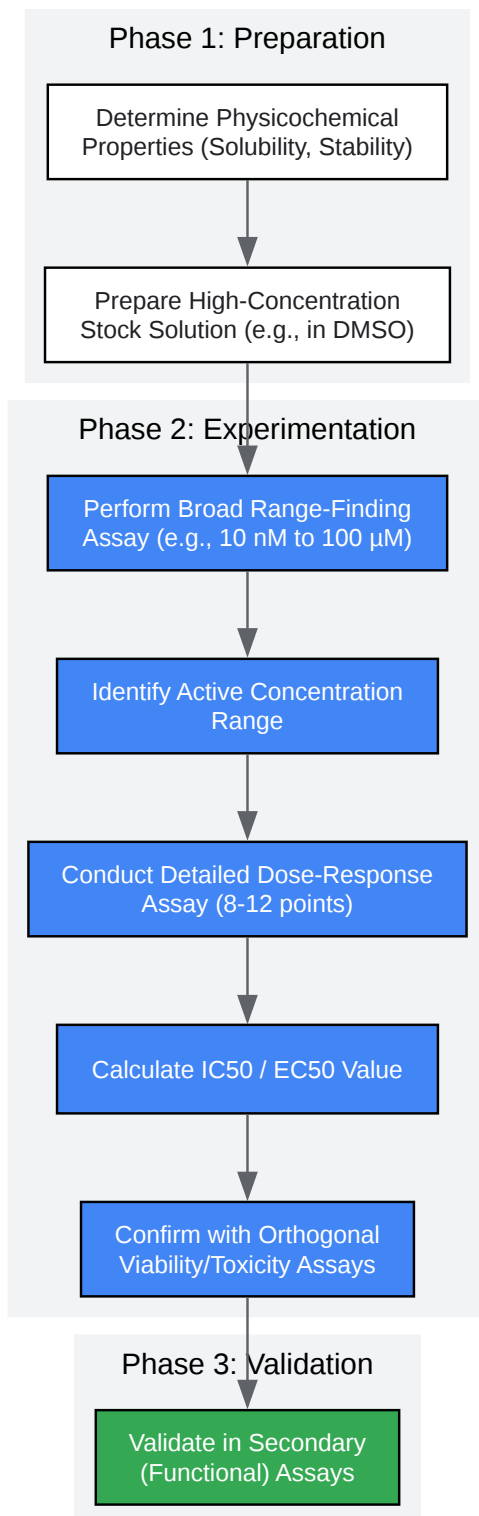 Phase 1: Preparation
Determine Physicochemical
Properties (Solubility, Stability)
Prepare High-Concentration
Stock Solution (e.g., in DMSO)
Phase 2: Experimentation
Perform Broad Range-Finding
Assay (e.g., 10 nM to 100 µM)
Identify Active Concentration
Range
Conduct Detailed Dose-Response
Assay (8-12 points)
Calculate IC50 / EC50 Value
Confirm with Orthogonal
Viability/Toxicity Assays
Phase 3: Validation
Validate in Secondary
(Functional) Assays